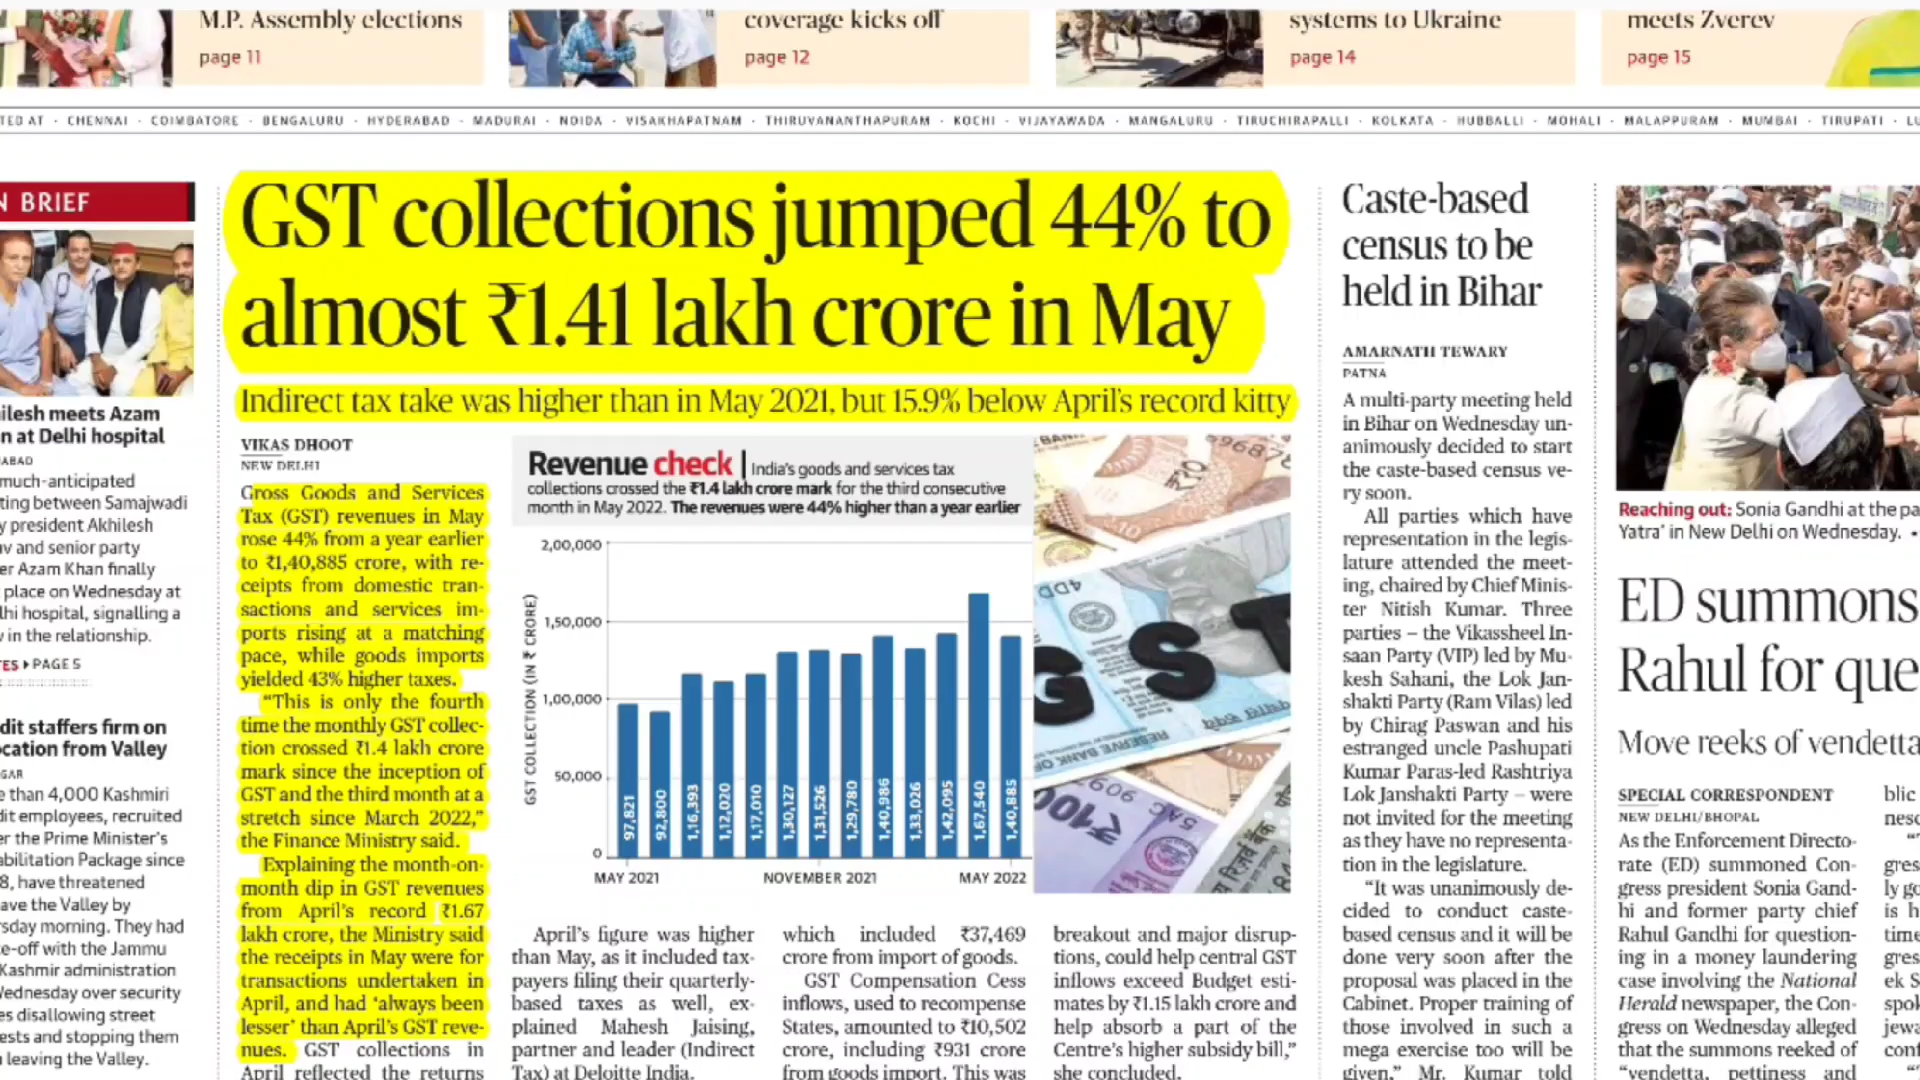 M.P. Assembly elections
page 11
coverage kicks off
page 12
systems to Ukraine
page 14
meets Zverev
page 15
TED AT · CHENNAI · COIMBATORE · BENGALURU · HYDERABAD · MADURAI · NOIDA · VISAKHAPATNAM · THIRUVANANTHAPURAM · KOCHI · VIJAYAWADA · MANGALURU · TIRUCHIRAPALLI · KOLKATA · HUBBALLI · MOHALI · MALAPPURAM · MUMBAI · TIRUPATI · LU
N BRIEF
ilesh meets Azam
n at Delhi hospital
ABAD
much-anticipated
ting between Samajwadi
y president Akhilesh
av and senior party
er Azam Khan finally
place on Wednesday at
lhi hospital, signalling a
v in the relationship.
TES PAGE 5
dit staffers firm on
ocation from Valley
GAR
e than 4,000 Kashmiri
dit employees, recruited
er the Prime Minister's
abilitation Package since
8, have threatened
ave the Valley by
rsday morning. They had
e-off with the Jammu
Kashmir administration
Wednesday over security
es disallowing street
ests and stopping them
leaving the Valley.
GST collections jumped 44% to
almost ₹1.41 lakh crore in May
Indirect tax take was higher than in May 2021, but 15.9% below April's record kitty
VIKAS DHOOT
NEW DELHI
Gross Goods and Services
Tax (GST) revenues in May
rose 44% from a year earlier
to ₹1,40,885 crore, with re-
ceipts from domestic tran-
sactions and services im-
ports rising at a matching
pace, while goods imports
yielded 43% higher taxes.
"This is only the fourth
time the monthly GST collec-
tion crossed ₹1.4 lakh crore
mark since the inception of
GST and the third month at a
stretch since March 2022,"
the Finance Ministry said.
Explaining the month-on-
month dip in GST revenues
from April's record ₹1.67
lakh crore, the Ministry said
the receipts in May were for
transactions undertaken in
April, and had 'always been
lesser' than April's GST reve-
nues. GST collections in
April reflected the returns
Revenue check | India's goods and services tax
collections crossed the ₹1.4 lakh crore mark for the third consecutive
month in May 2022. The revenues were 44% higher than a year earlier
GST COLLECTION (IN ₹ CRORE)
2,00,000
1,50,000
1,00,000
50,000
0
97,821
92,800
1,16,393
1,12,020
1,17,010
1,30,127
1,31,526
1,29,780
1,40,986
1,33,026
1,42,095
1,67,540
1,40,885
MAY 2021
NOVEMBER 2021
MAY 2022
GST
₹100
April's figure was higher
than May, as it included tax-
payers filing their quarterly-
based taxes as well, ex-
plained Mahesh Jaising,
partner and leader (Indirect
Tax) at Deloitte India.
which included ₹37,469
crore from import of goods.
GST Compensation Cess
inflows, used to recompense
States, amounted to ₹10,502
crore, including ₹931 crore
from goods import. This was
breakout and major disrup-
tions, could help central GST
inflows exceed Budget esti-
mates by ₹1.15 lakh crore and
help absorb a part of the
Centre's higher subsidy bill,"
she concluded.
Caste-based
census to be
held in Bihar
AMARNATH TEWARY
PATNA
A multi-party meeting held
in Bihar on Wednesday un-
animously decided to start
the caste-based census ve-
ry soon.
All parties which have
representation in the legis-
lature attended the meet-
ing, chaired by Chief Minis-
ter Nitish Kumar. Three
parties – the Vikassheel In-
saan Party (VIP) led by Mu-
kesh Sahani, the Lok Jan-
shakti Party (Ram Vilas) led
by Chirag Paswan and his
estranged uncle Pashupati
Kumar Paras-led Rashtriya
Lok Janshakti Party – were
not invited for the meeting
as they have no representa-
tion in the legislature.
"It was unanimously de-
cided to conduct caste-
based census and it will be
done very soon after the
proposal was placed in the
Cabinet. Proper training of
those involved in such a
mega exercise too will be
given," Mr. Kumar told
Reaching out: Sonia Gandhi at the pa
Yatra' in New Delhi on Wednesday.
ED summons
Rahul for que
Move reeks of vendetta
SPECIAL CORRESPONDENT
NEW DELHI/BHOPAL
As the Enforcement Directo-
rate (ED) summoned Con-
gress president Sonia Gand-
hi and former party chief
Rahul Gandhi for question-
ing in a money laundering
case involving the National
Herald newspaper, the Con-
gress on Wednesday alleged
that the summons reeked of
"vendetta, pettiness and
blic
nesc
gres
ly go
is h
time
gres
ek S
spok
jewa
conf